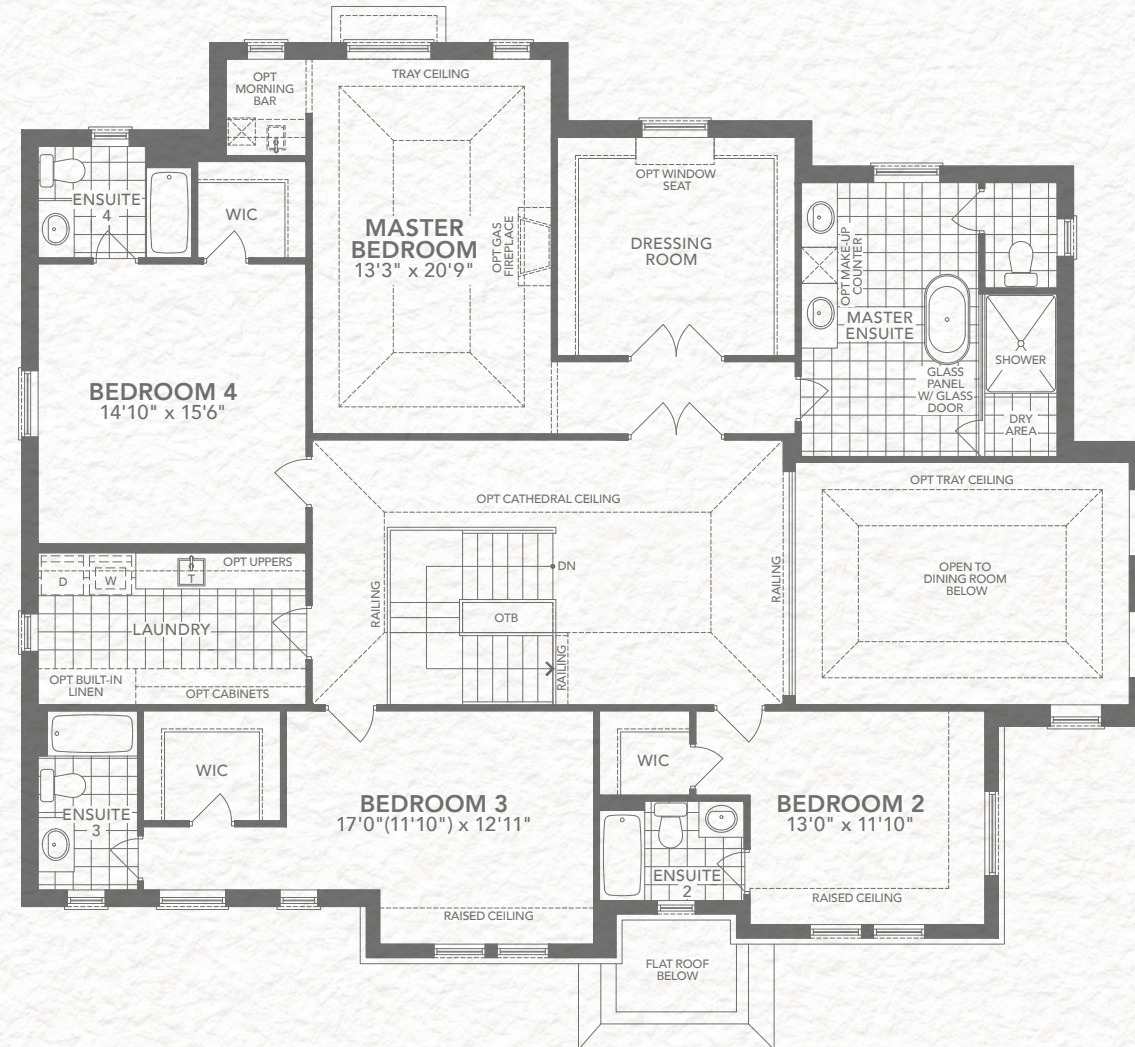 TRAY CEILING
OPT
MORNING
BAR
ENSUITE
4
WIC
MASTER
BEDROOM
13'3" x 20'9"
OPT GAS
FIREPLACE
OPT WINDOW
SEAT
DRESSING
ROOM
OPT MAKE-UP
COUNTER
MASTER
ENSUITE
GLASS
PANEL
W/ GLASS
DOOR
SHOWER
DRY
AREA
BEDROOM 4
14'10" x 15'6"
OPT CATHEDRAL CEILING
OPT TRAY CEILING
OPEN TO
DINING ROOM
BELOW
RAILING
RAILING
DN
OTB
RAILING
OPT UPPERS
D
W
T
LAUNDRY
OPT BUILT-IN
LINEN
OPT CABINETS
WIC
ENSUITE
3
BEDROOM 3
17'0"(11'10") x 12'11"
RAISED CEILING
WIC
ENSUITE
2
BEDROOM 2
13'0" x 11'10"
RAISED CEILING
FLAT ROOF
BELOW